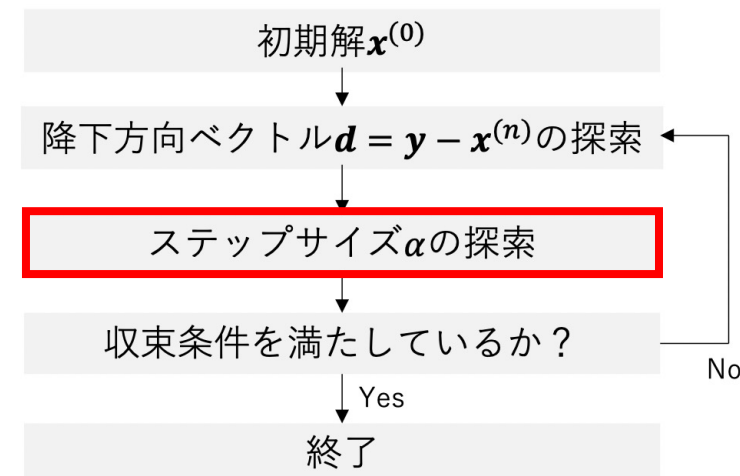 初期解x⁽⁰⁾
降下方向ベクトルd = y − x⁽ⁿ⁾の探索
ステップサイズαの探索
収束条件を満たしているか？
No
Yes
終了